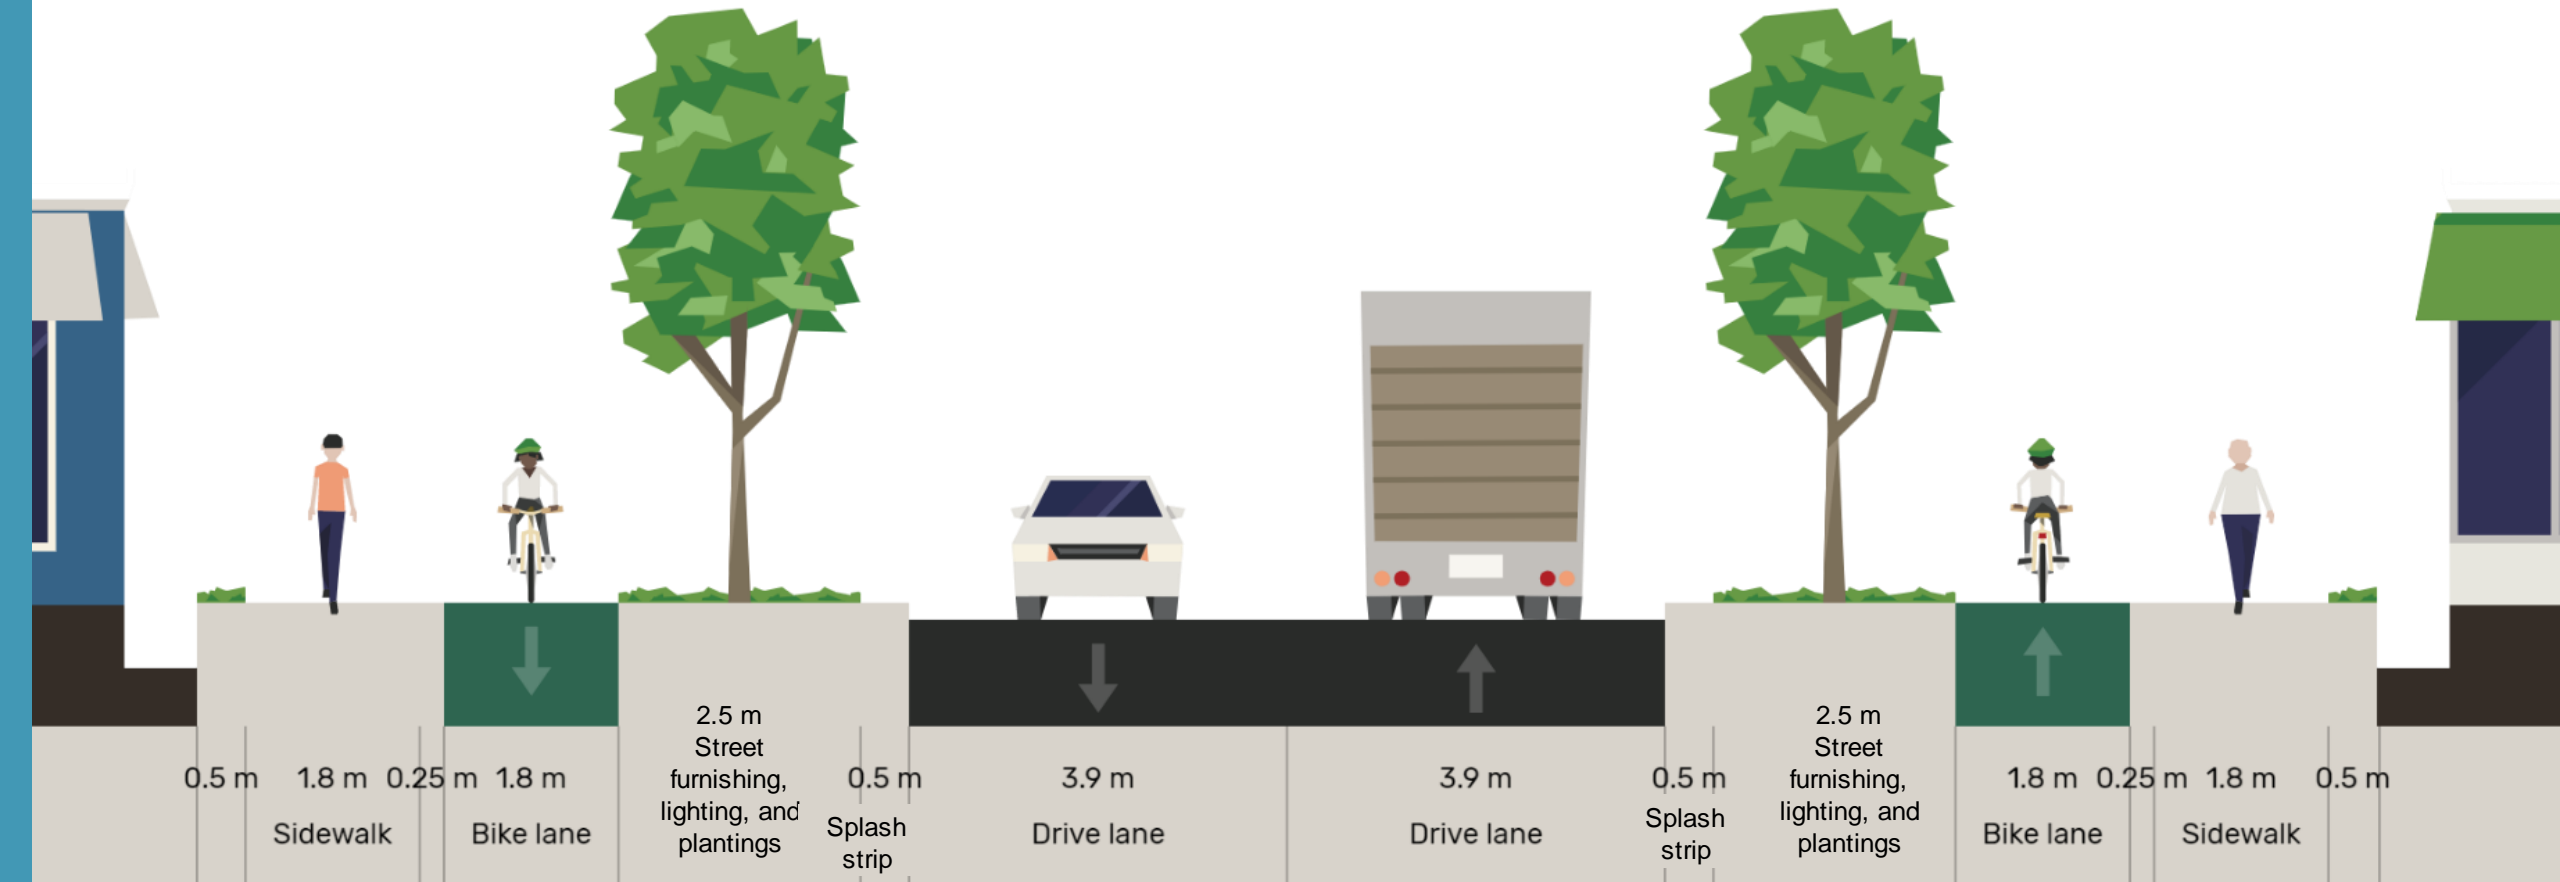 0.5 m
1.8 m
Sidewalk
0.25 m
1.8 m
Bike lane
2.5 m
Street
furnishing,
lighting, and
plantings
0.5 m
Splash
strip
3.9 m
Drive lane
3.9 m
Drive lane
0.5 m
Splash
strip
2.5 m
Street
furnishing,
lighting, and
plantings
1.8 m
Bike lane
0.25 m
1.8 m
Sidewalk
0.5 m